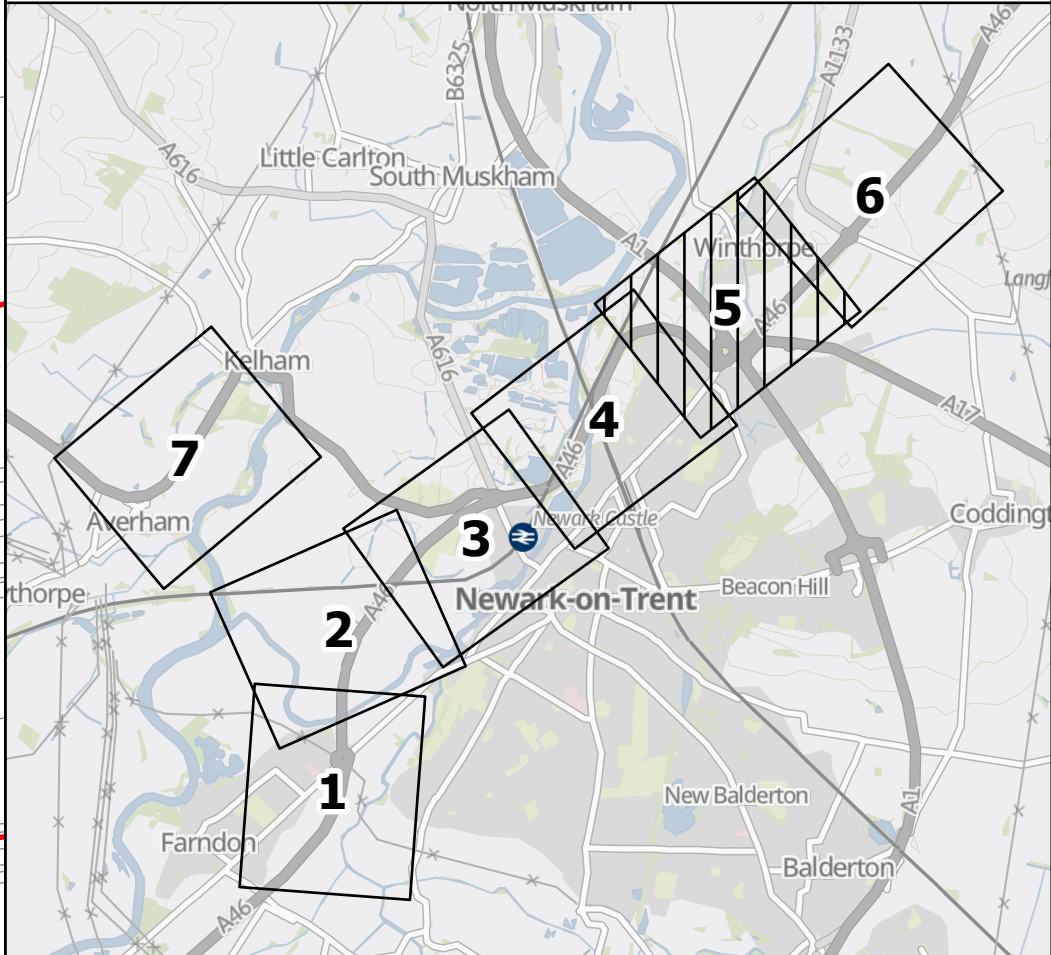 North Muskham
A46
A1133
B6325
A616
Little Carlton
South Muskham
6
A1
Winthorpe
5
A46
A616
Kelham
4
A17
7
A46
Averham
Newark Castle
3
Coddingt
ythorpe
Beacon Hill
A46
Newark-on-Trent
2
1
New Balderton
A1
Farndon
Balderton
A46